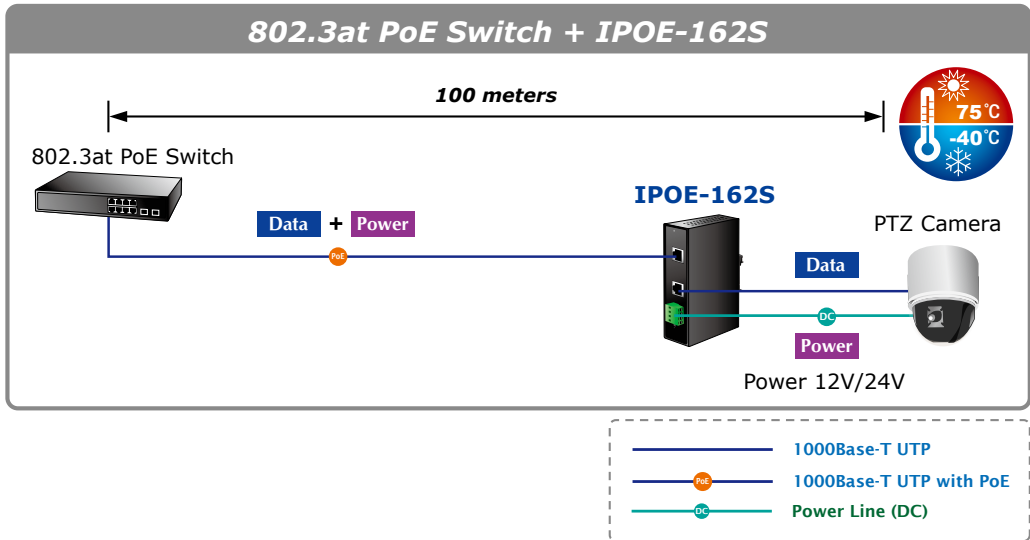 802.3at PoE Switch + IPOE-162S
100 meters
75°C
-40°C
802.3at PoE Switch
IPOE-162S
PTZ Camera
Data + Power
PoE
Data
DC
Power
Power 12V/24V
1000Base-T UTP
PoE 1000Base-T UTP with PoE
DC Power Line (DC)